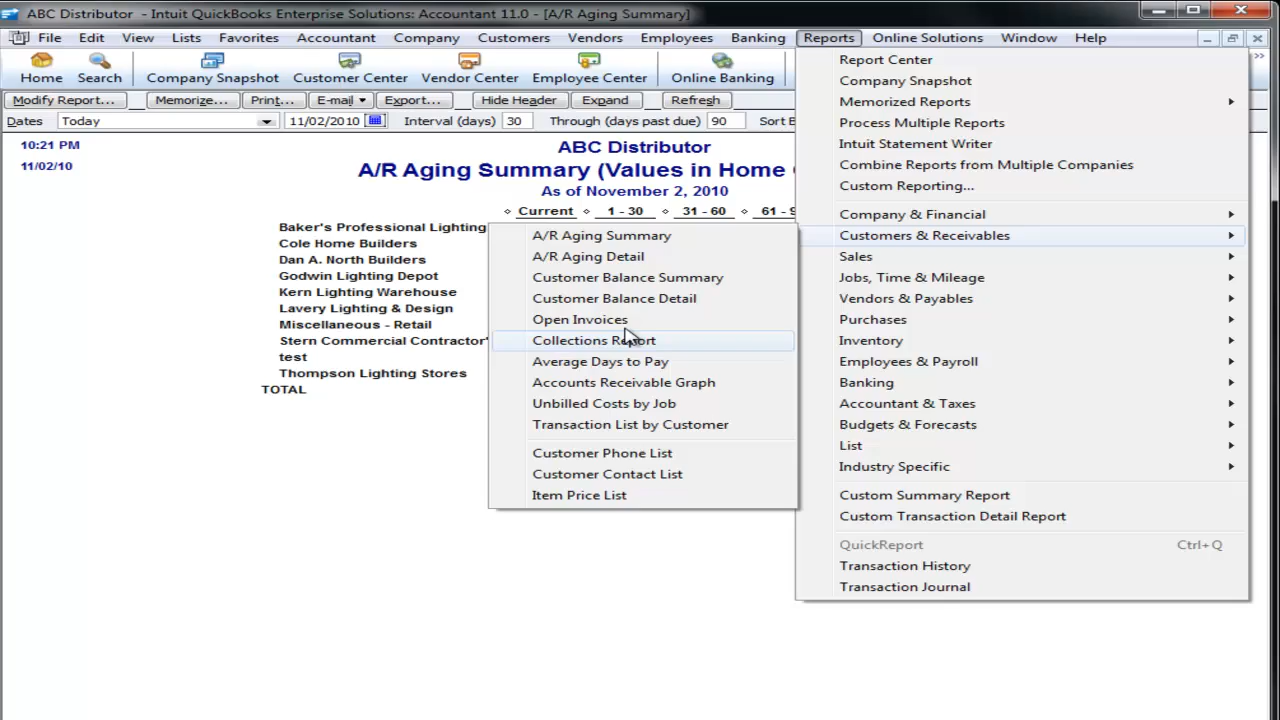 ABC Distributor - Intuit QuickBooks Enterprise Solutions: Accountant 11.0 - [A/R Aging Summary]
File Edit View Lists Favorites Accountant Company Customers Vendors Employees Banking Reports Online Solutions Window Help
Home Search Company Snapshot Customer Center Vendor Center Employee Center Online Banking
Modify Report... Memorize... Print... E-mail Export... Hide Header Expand Refresh
Dates Today 11/02/2010 Interval (days) 30 Through (days past due) 90 Sort
10:21 PM
11/02/10
ABC Distributor
A/R Aging Summary (Values in Home
As of November 2, 2010
Current 1 - 30 31 - 60 61 -
Baker's Professional Lighting
Cole Home Builders
Dan A. North Builders
Godwin Lighting Depot
Kern Lighting Warehouse
Lavery Lighting & Design
Miscellaneous - Retail
Stern Commercial Contractor'
test
Thompson Lighting Stores
TOTAL
A/R Aging Summary
A/R Aging Detail
Customer Balance Summary
Customer Balance Detail
Open Invoices
Collections Report
Average Days to Pay
Accounts Receivable Graph
Unbilled Costs by Job
Transaction List by Customer
Customer Phone List
Customer Contact List
Item Price List
Report Center
Company Snapshot
Memorized Reports
Process Multiple Reports
Intuit Statement Writer
Combine Reports from Multiple Companies
Custom Reporting...
Company & Financial
Customers & Receivables
Sales
Jobs, Time & Mileage
Vendors & Payables
Purchases
Inventory
Employees & Payroll
Banking
Accountant & Taxes
Budgets & Forecasts
List
Industry Specific
Custom Summary Report
Custom Transaction Detail Report
QuickReport Ctrl+Q
Transaction History
Transaction Journal